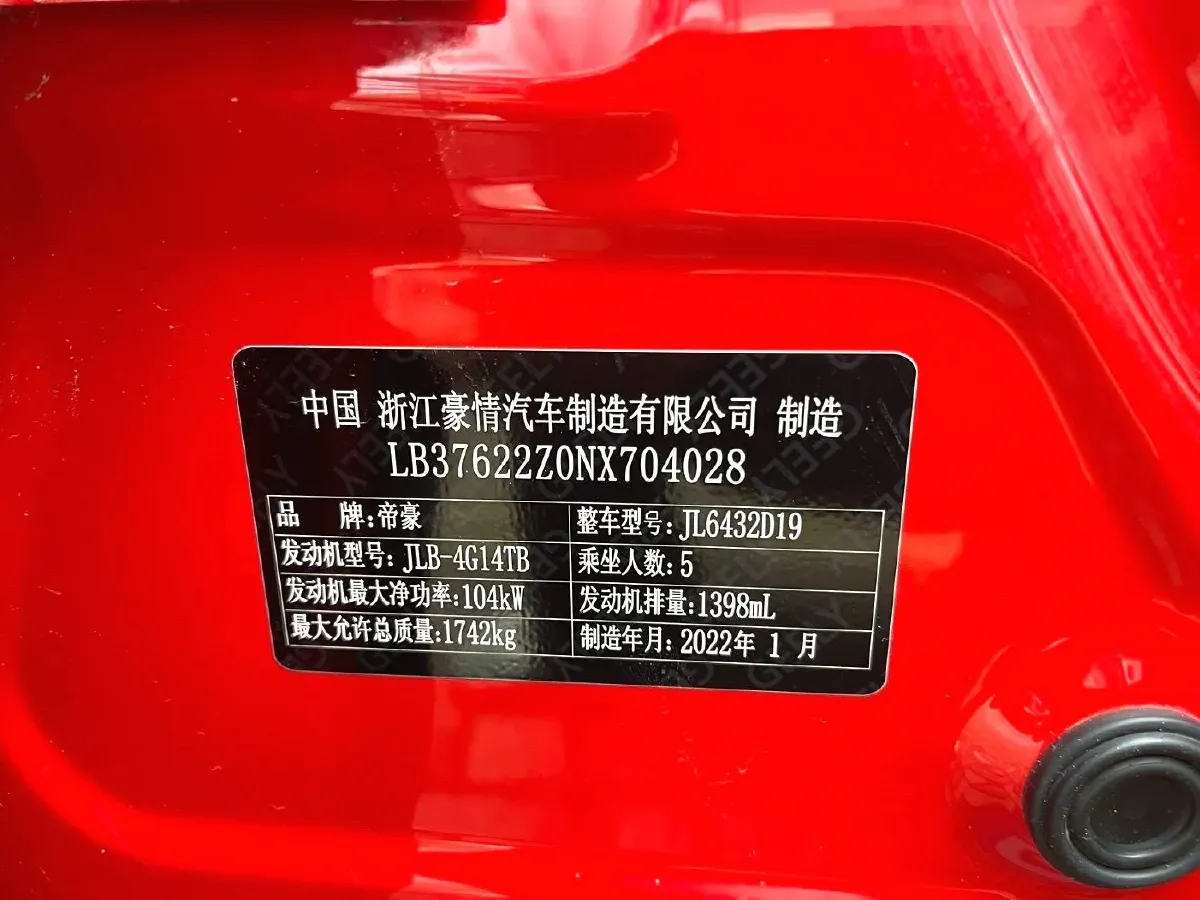 中国 浙江豪情汽车制造有限公司 制造
LB37622Z0NX704028
品 牌:帝豪 整车型号:JL6432D19
发动机型号:JLB-4G14TB 乘坐人数:5
发动机最大净功率:104kW 发动机排量:1398mL
最大允许总质量:1742kg 制造年月:2022年 1 月
GEELY